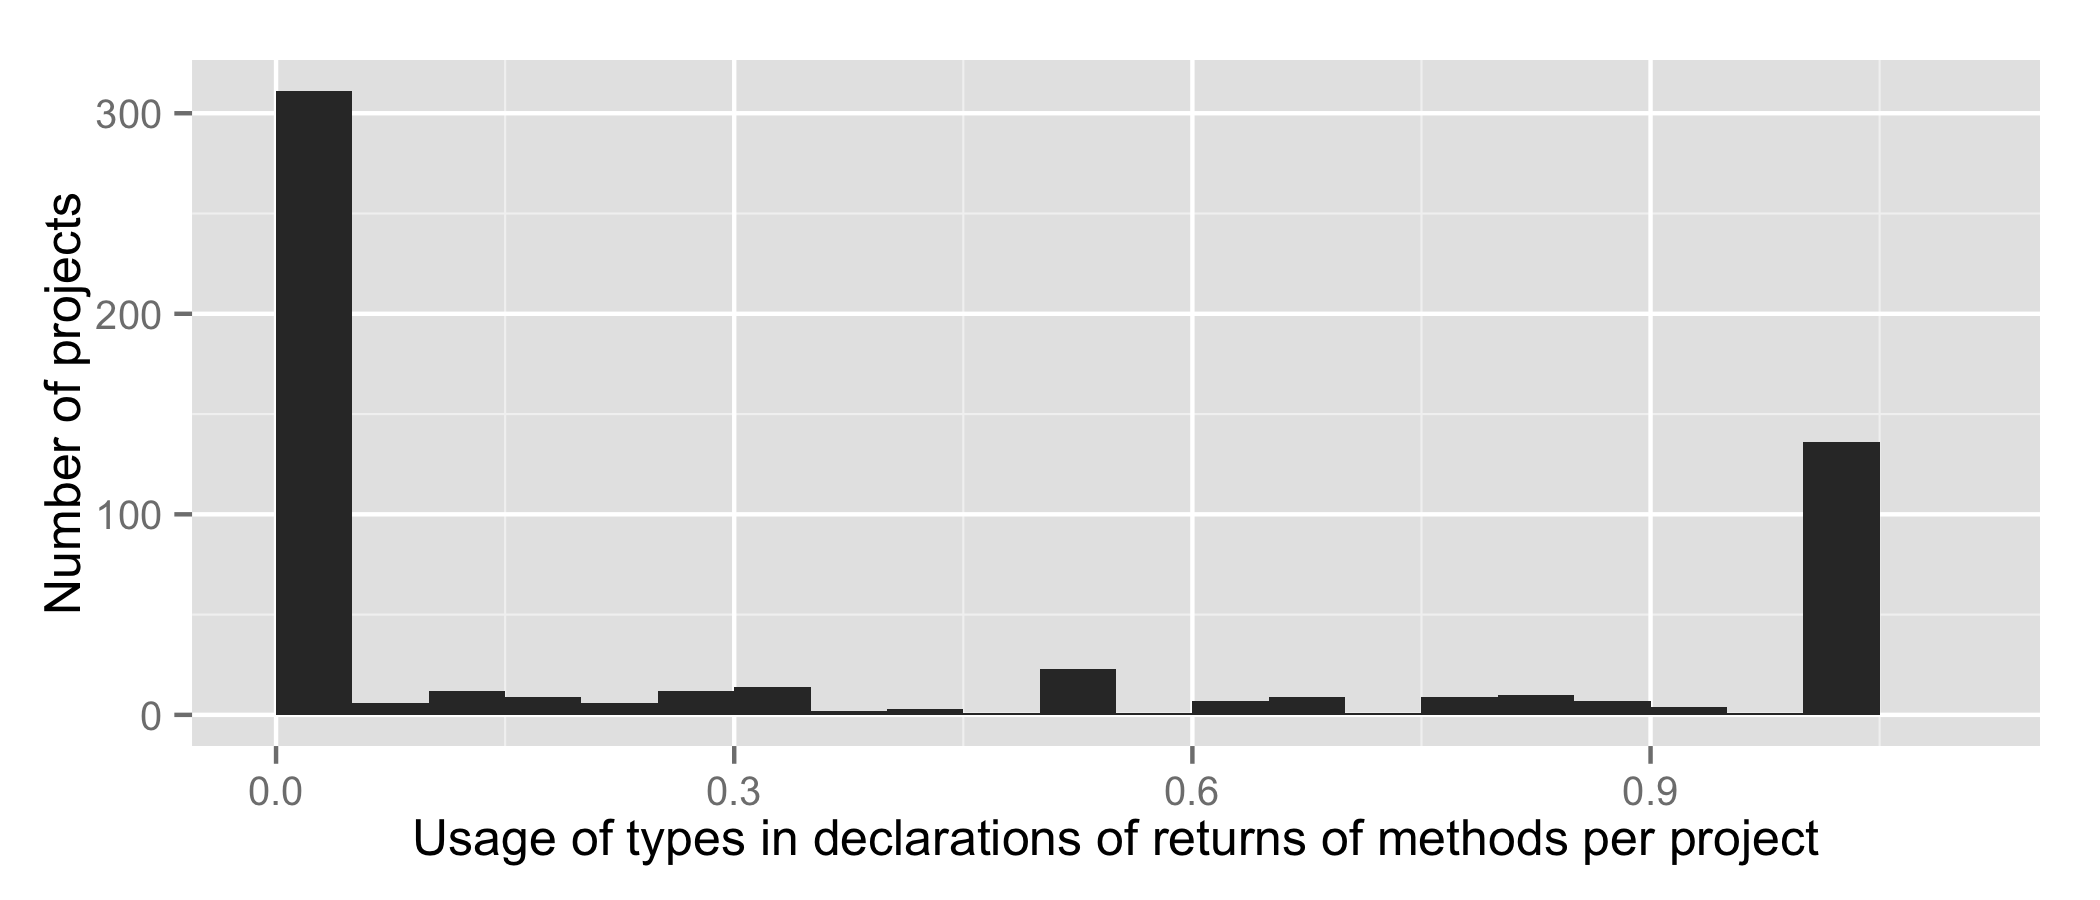 Number of projects
300
200
100
0
0.0 0.3 0.6 0.9
Usage of types in declarations of returns of methods per project